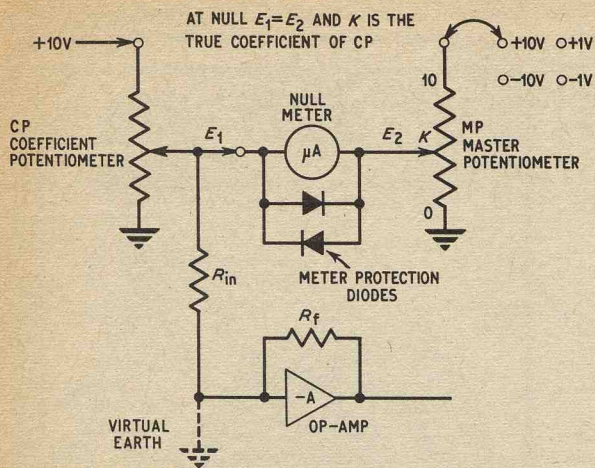 AT NULL E1=E2 AND K IS THE
TRUE COEFFICIENT OF CP
+10V
+10V +1V
-10V -1V
10
NULL
METER
CP
COEFFICIENT
POTENTIOMETER
E1
μA
E2
K
MP
MASTER
POTENTIOMETER
0
Rin
METER PROTECTION
DIODES
Rf
-A
OP-AMP
VIRTUAL
EARTH